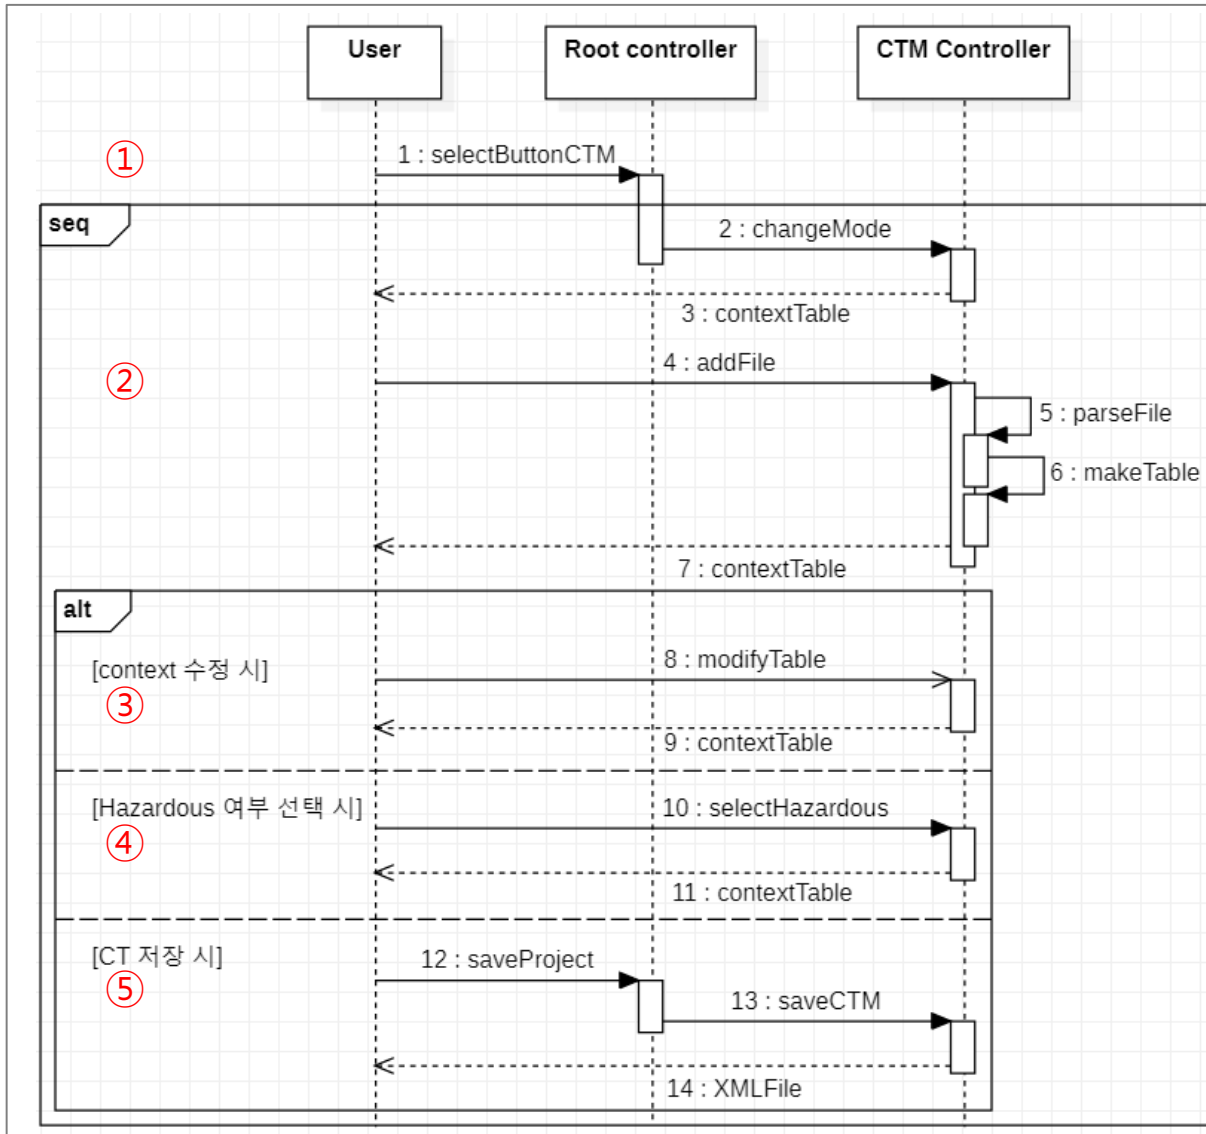 User
Root controller
CTM Controller
①
1 : selectButtonCTM
seq
2 : changeMode
3 : contextTable
②
4 : addFile
5 : parseFile
6 : makeTable
7 : contextTable
alt
[context 수정 시]
8 : modifyTable
③
9 : contextTable
[Hazardous 여부 선택 시]
10 : selectHazardous
④
11 : contextTable
[CT 저장 시]
12 : saveProject
⑤
13 : saveCTM
14 : XMLFile